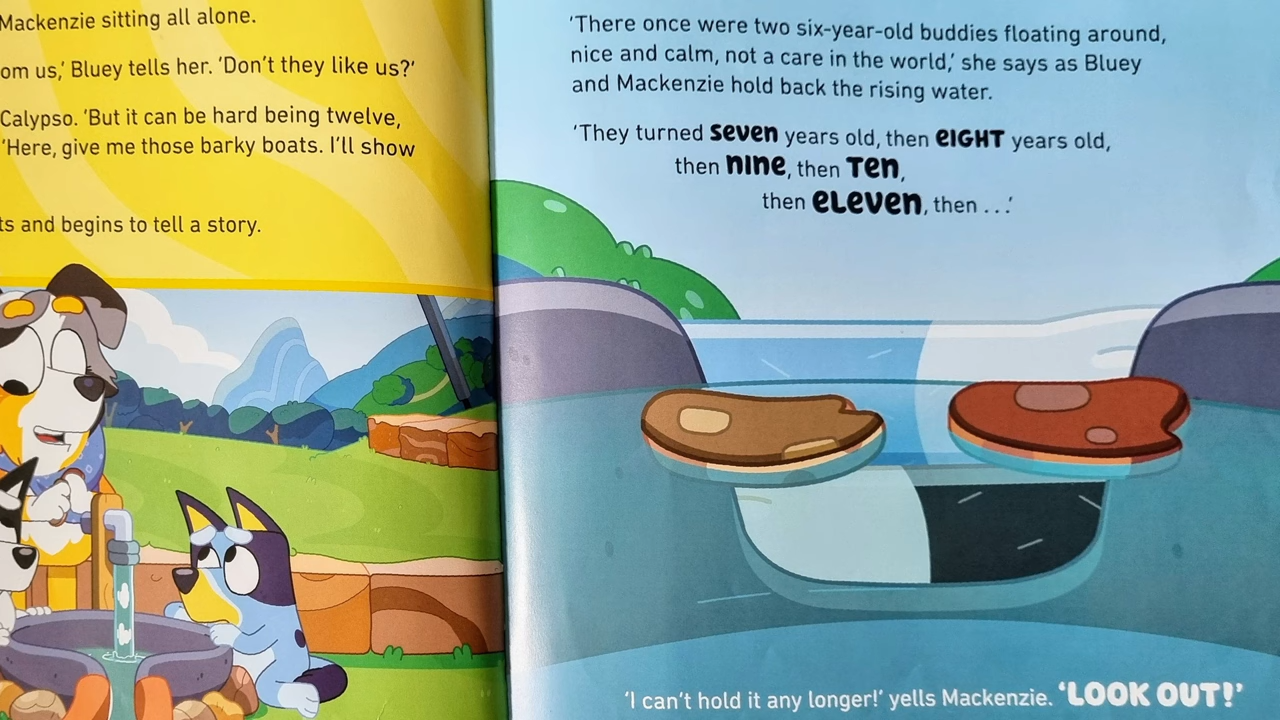 Mackenzie sitting all alone.
om us,’ Bluey tells her. ‘Don’t they like us?’
Calypso. ‘But it can be hard being twelve,
‘Here, give me those barky boats. I’ll show
ts and begins to tell a story.
‘There once were two six-year-old buddies floating around,
nice and calm, not a care in the world,’ she says as Bluey
and Mackenzie hold back the rising water.
‘They turned seven years old, then eight years old,
then nine, then ten,
then eleven, then . . .’
‘I can’t hold it any longer!’ yells Mackenzie. ‘LOOK OUT!’